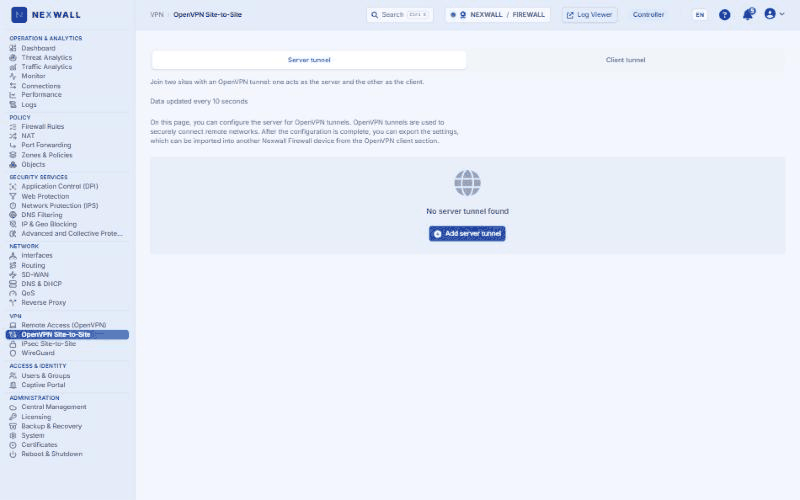 NEXWALL
VPN / OpenVPN Site-to-Site
Search Ctrl K
NEXWALL / FIREWALL
Log Viewer
Controller
EN
OPERATION & ANALYTICS
Dashboard
Threat Analytics
Traffic Analytics
Monitor
Connections
Performance
Logs
POLICY
Firewall Rules
NAT
Port Forwarding
Zones & Policies
Objects
SECURITY SERVICES
Application Control (DPI)
Web Protection
Network Protection (IPS)
DNS Filtering
IP & Geo Blocking
Advanced and Collective Prote...
NETWORK
Interfaces
Routing
SD-WAN
DNS & DHCP
QoS
Reverse Proxy
VPN
Remote Access (OpenVPN)
OpenVPN Site-to-Site
IPsec Site-to-Site
WireGuard
ACCESS & IDENTITY
Users & Groups
Captive Portal
ADMINISTRATION
Central Management
Licensing
Backup & Recovery
System
Certificates
Reboot & Shutdown
Server tunnel
Client tunnel
Join two sites with an OpenVPN tunnel: one acts as the server and the other as the client.
Data updated every 10 seconds
On this page, you can configure the server for OpenVPN tunnels. OpenVPN tunnels are used to
securely connect remote networks. After the configuration is complete, you can export the settings,
which can be imported into another Nexwall Firewall device from the OpenVPN client section.
No server tunnel found
Add server tunnel